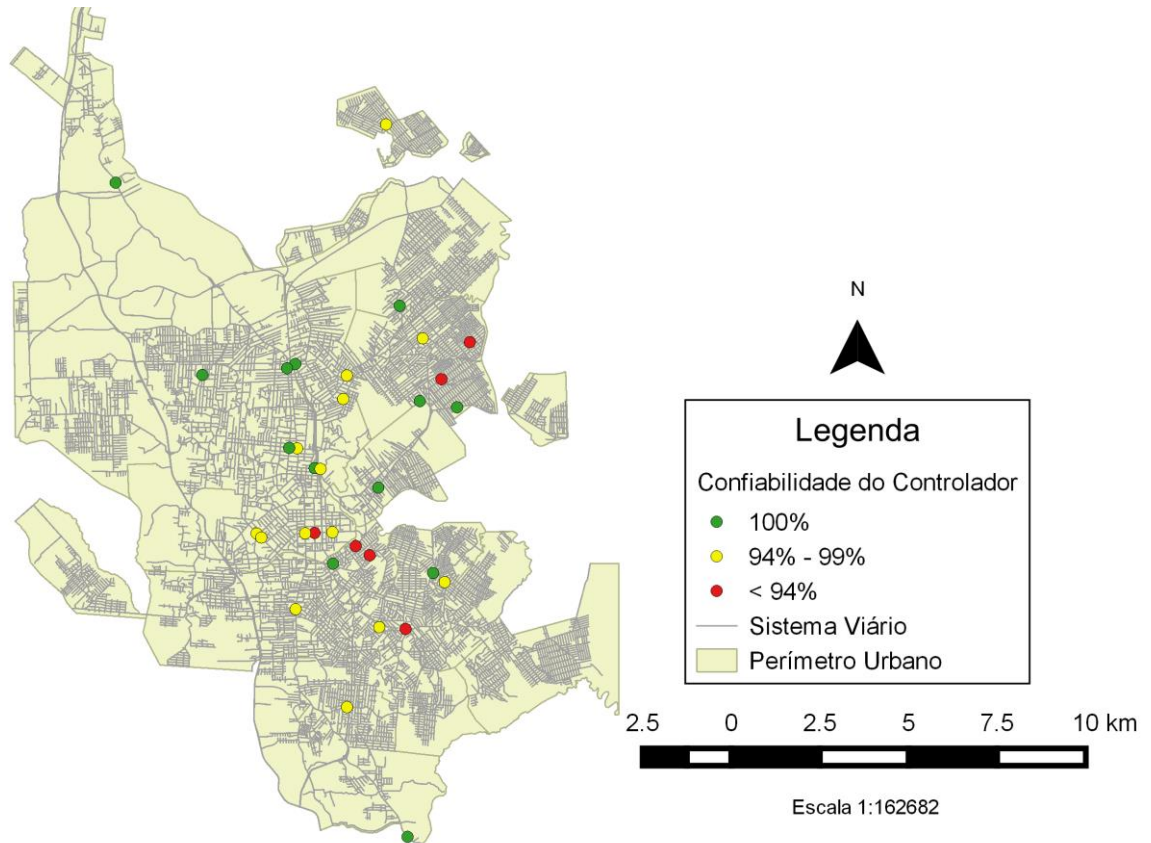 N
Legenda
Confiabilidade do Controlador
100%
94% - 99%
< 94%
Sistema Viário
Perímetro Urbano
2.5 0 2.5 5 7.5 10 km
Escala 1:162682